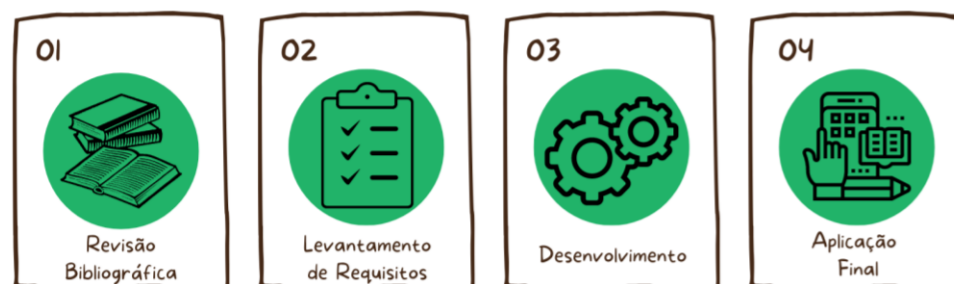 01
Revisão
Bibliográfica
02
Levantamento
de Requisitos
03
Desenvolvimento
04
Aplicação
Final